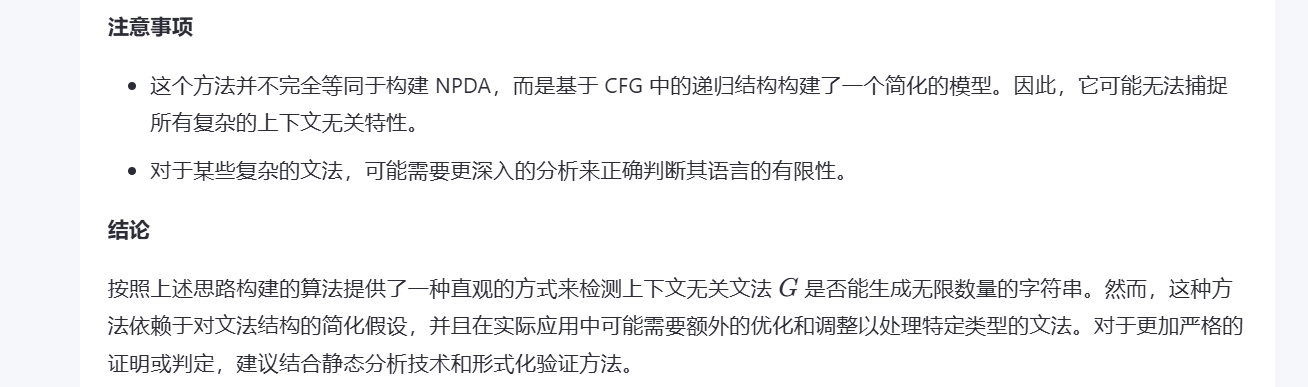 注意事项
• 这个方法并不完全等同于构建 NPDA，而是基于 CFG 中的递归结构构建了一个简化的模型。因此，它可能无法捕捉
所有复杂的上下文无关特性。
• 对于某些复杂的文法，可能需要更深入的分析来正确判断其语言的有限性。
结论
按照上述思路构建的算法提供了一种直观的方式来检测上下文无关文法 G 是否能生成无限数量的字符串。然而，这种方
法依赖于对文法结构的简化假设，并且在实际应用中可能需要额外的优化和调整以处理特定类型的文法。对于更加严格的
证明或判定，建议结合静态分析技术和形式化验证方法。